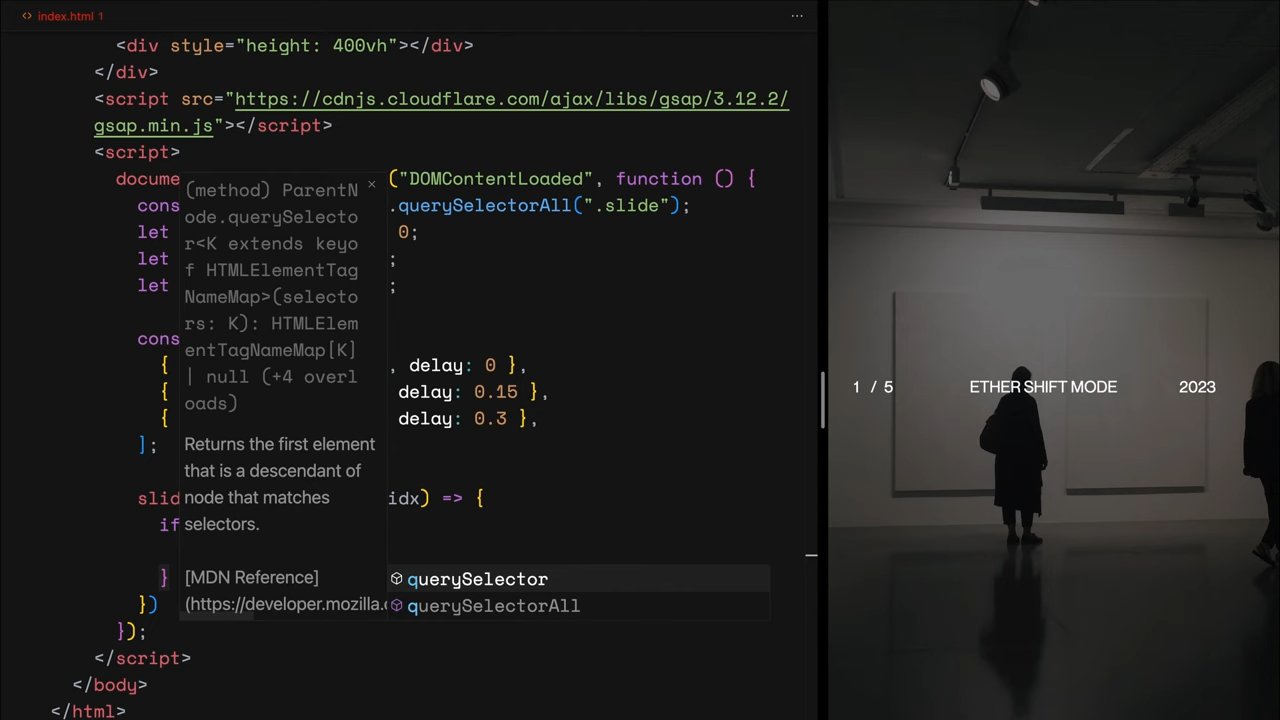 <> index.html 1 ...
<div style="height: 400vh"></div>
</div>
<script src="https://cdnjs.cloudflare.com/ajax/libs/gsap/3.12.2/
gsap.min.js"></script>
<script>
docume ("DOMContentLoaded", function () {
cons .querySelectorAll(".slide");
let 0;
let ;
let ;
cons
{ , delay: 0 },
{ delay: 0.15 },
{ delay: 0.3 },
];
slid idx) => {
if
}
})
});
</script>
</body>
</html>
(method) ParentN ×
ode.querySelecto
r<K extends keyo
f HTMLElementTag
NameMap>(selecto
rs: K): HTMLElem
entTagNameMap[K]
| null (+4 overl
oads)
Returns the first element
that is a descendant of
node that matches
selectors.
[MDN Reference]
(https://developer.mozilla.
querySelector
querySelectorAll
1 / 5 ETHER SHIFT MODE 2023